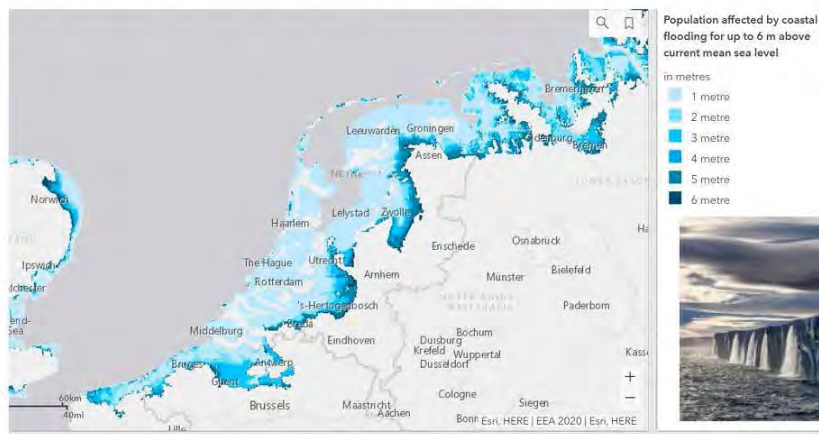 Population affected by coastal
flooding for up to 6 m above
current mean sea level
in metres
1 metre
2 metre
3 metre
4 metre
5 metre
6 metre
Bremerhaven
Leeuwarden Groningen
Oldenburg
Bremen
Assen
Norwich
Lelystad Zwolle
Haarlem
Enschede
Osnabrück
Ipswich
The Hague Utrecht
Arnhem
Bielefeld
Rotterdam
Münster
's-Hertogenbosch
Paderborn
Middelburg
Breda
Eindhoven
Bochum
Duisburg
Krefeld Wuppertal
Dusseldorf
Bruges
Antwerp
Ghent
Cologne
60km
40mi
Brussels
Maastricht
Aachen
Siegen
Esri, HERE | EEA 2020 | Esri, HERE
+
−